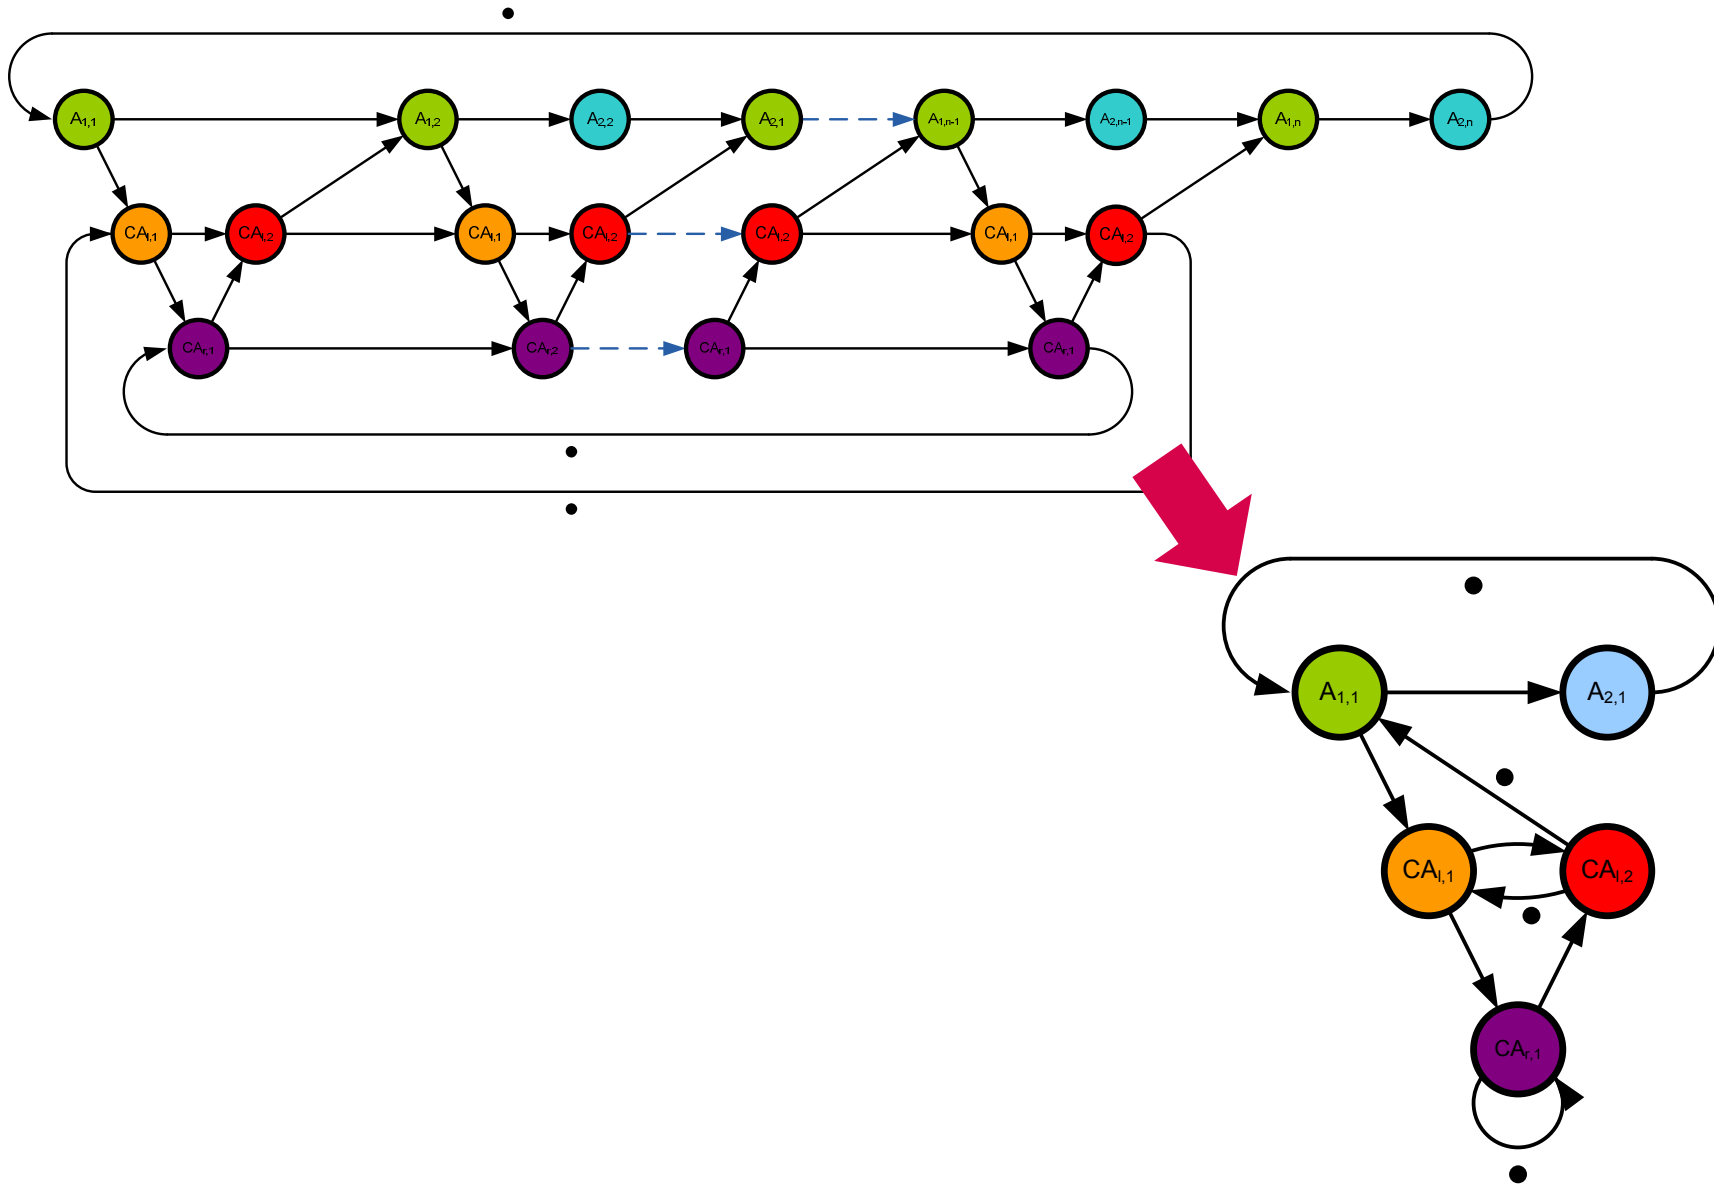 A1,1 A1,2 A2,2 A2,1 A1,n-1 A2,n-1 A1,n A2,n
CAl,1 CAl,2 CAl,1 CAl,2 CAl,2 CAl,1 CAl,2
CAr,1 CAr,2 CAr,1 CAr,1
A1,1 A2,1
CAl,1 CAl,2
CAr,1